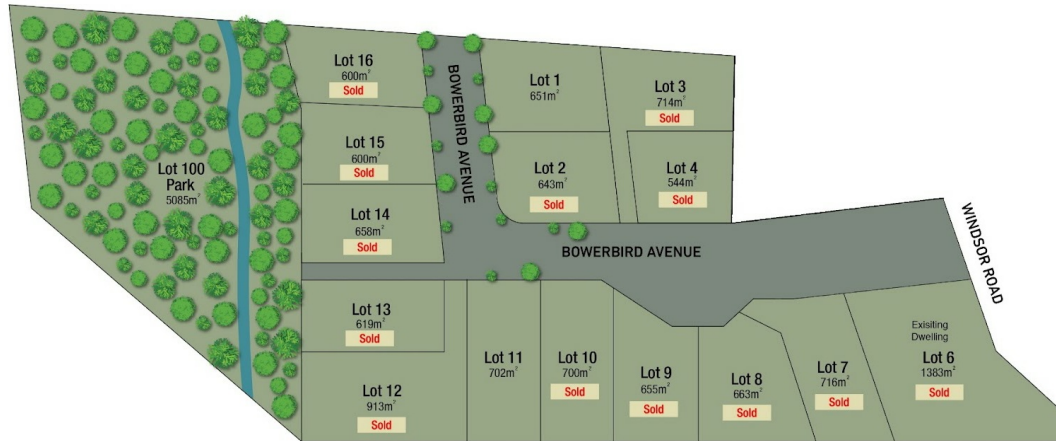 Lot 16
600m²
Sold
BOWERBIRD AVENUE
Lot 1
651m²
Lot 3
714m²
Sold
Lot 15
600m²
Sold
Lot 100
Park
5085m²
Lot 2
643m²
Sold
Lot 4
544m²
Sold
Lot 14
658m²
Sold
BOWERBIRD AVENUE
WINDSOR ROAD
Lot 13
619m²
Sold
Lot 12
913m²
Sold
Lot 11
702m²
Lot 10
700m²
Sold
Lot 9
655m²
Sold
Lot 8
663m²
Sold
Lot 7
716m²
Sold
Exisiting
Dwelling
Lot 6
1383m²
Sold